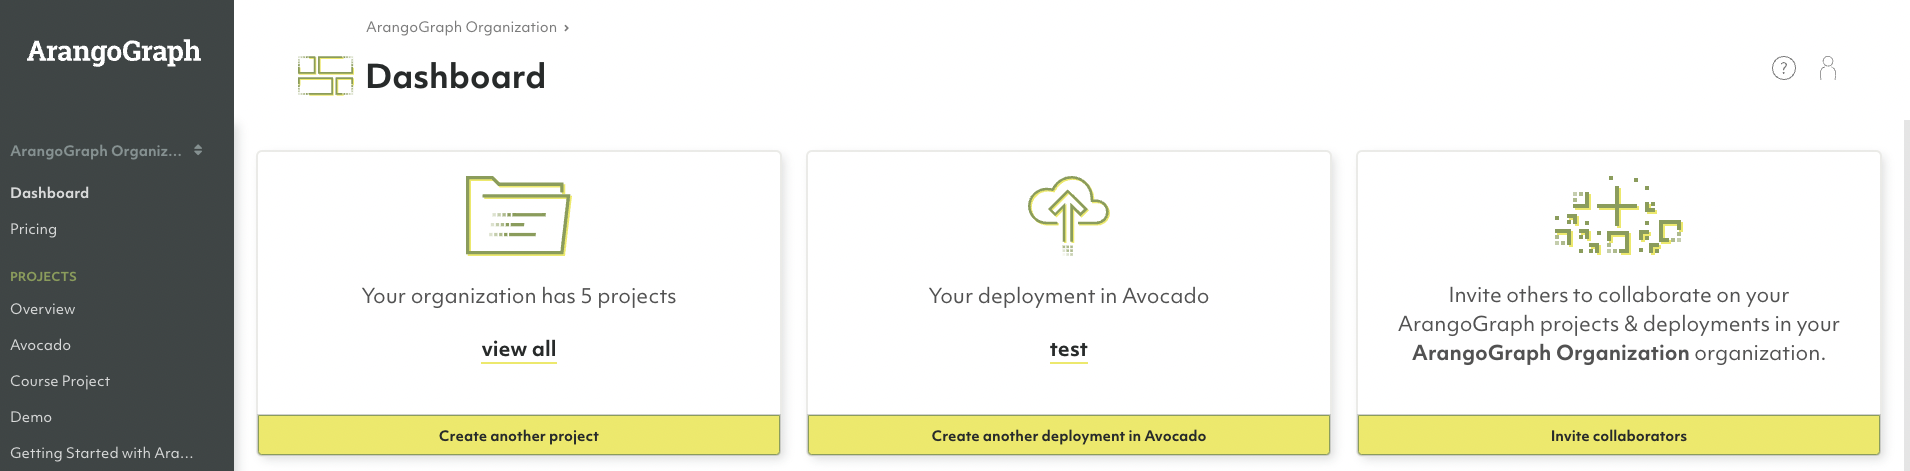 ArangoGraph
ArangoGraph Organiz...
Dashboard
Pricing
PROJECTS
Overview
Avocado
Course Project
Demo
Getting Started with Ara...
ArangoGraph Organization ›
Dashboard
?
Your organization has 5 projects
view all
Create another project
Your deployment in Avocado
test
Create another deployment in Avocado
Invite others to collaborate on your
ArangoGraph projects & deployments in your
ArangoGraph Organization organization.
Invite collaborators